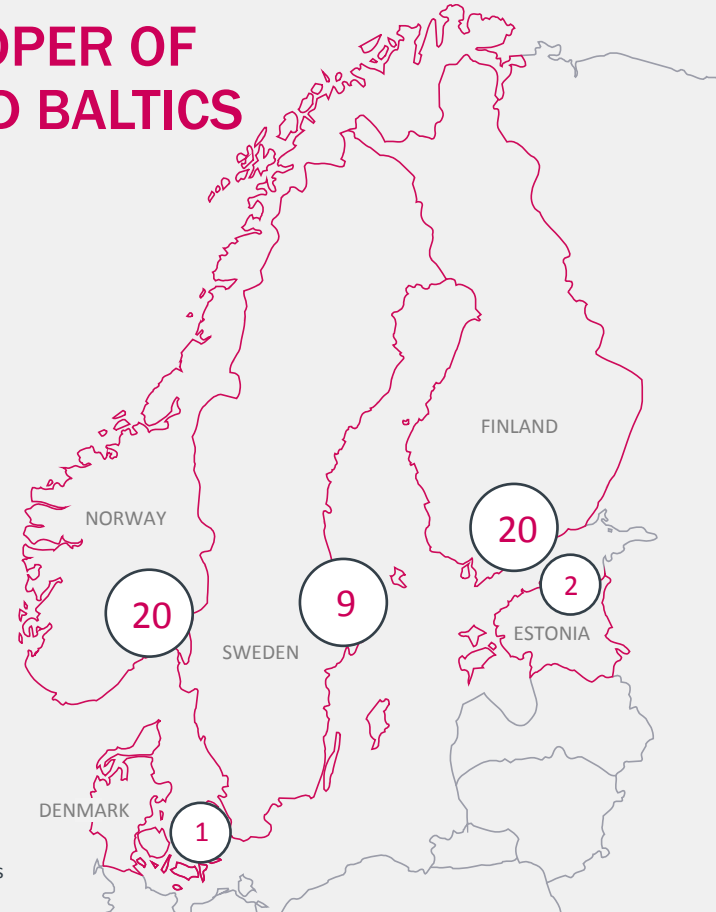 OPER OF
D BALTICS
FINLAND
NORWAY
20
2
20
9
ESTONIA
SWEDEN
DENMARK
1
s